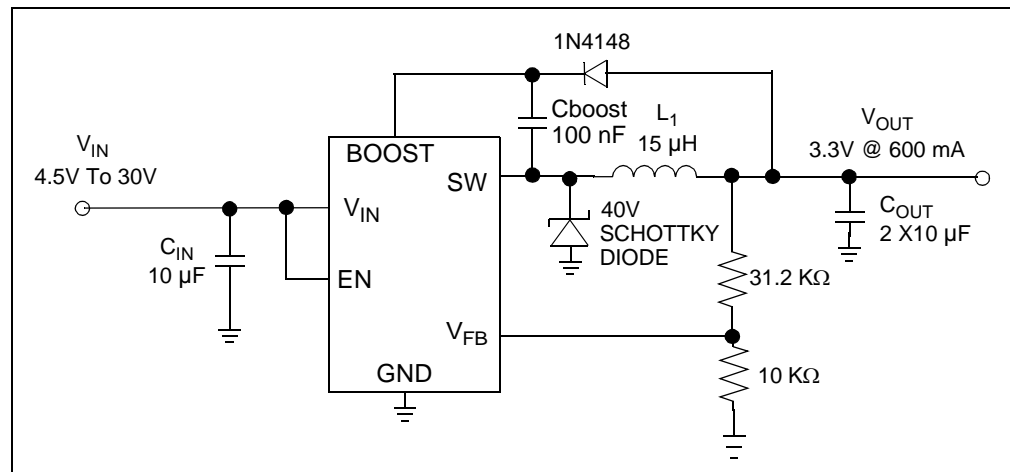 1N4148
Cboost
100 nF
L1
15 µH
VOUT
3.3V @ 600 mA
VIN
4.5V To 30V
BOOST
SW
VIN
CIN
10 µF
EN
40V
SCHOTTKY
DIODE
COUT
2 X10 µF
31.2 KΩ
VFB
10 KΩ
GND